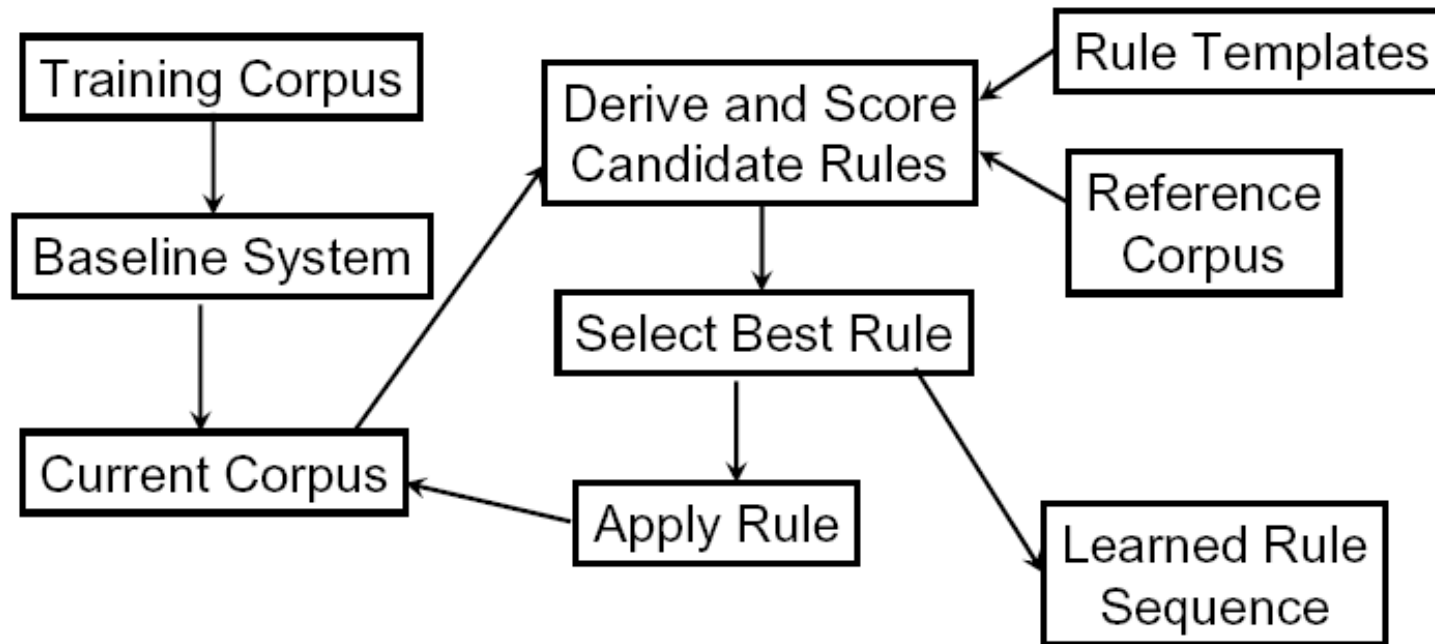 Training Corpus
Baseline System
Current Corpus
Derive and Score
Candidate Rules
Select Best Rule
Apply Rule
Rule Templates
Reference
Corpus
Learned Rule
Sequence